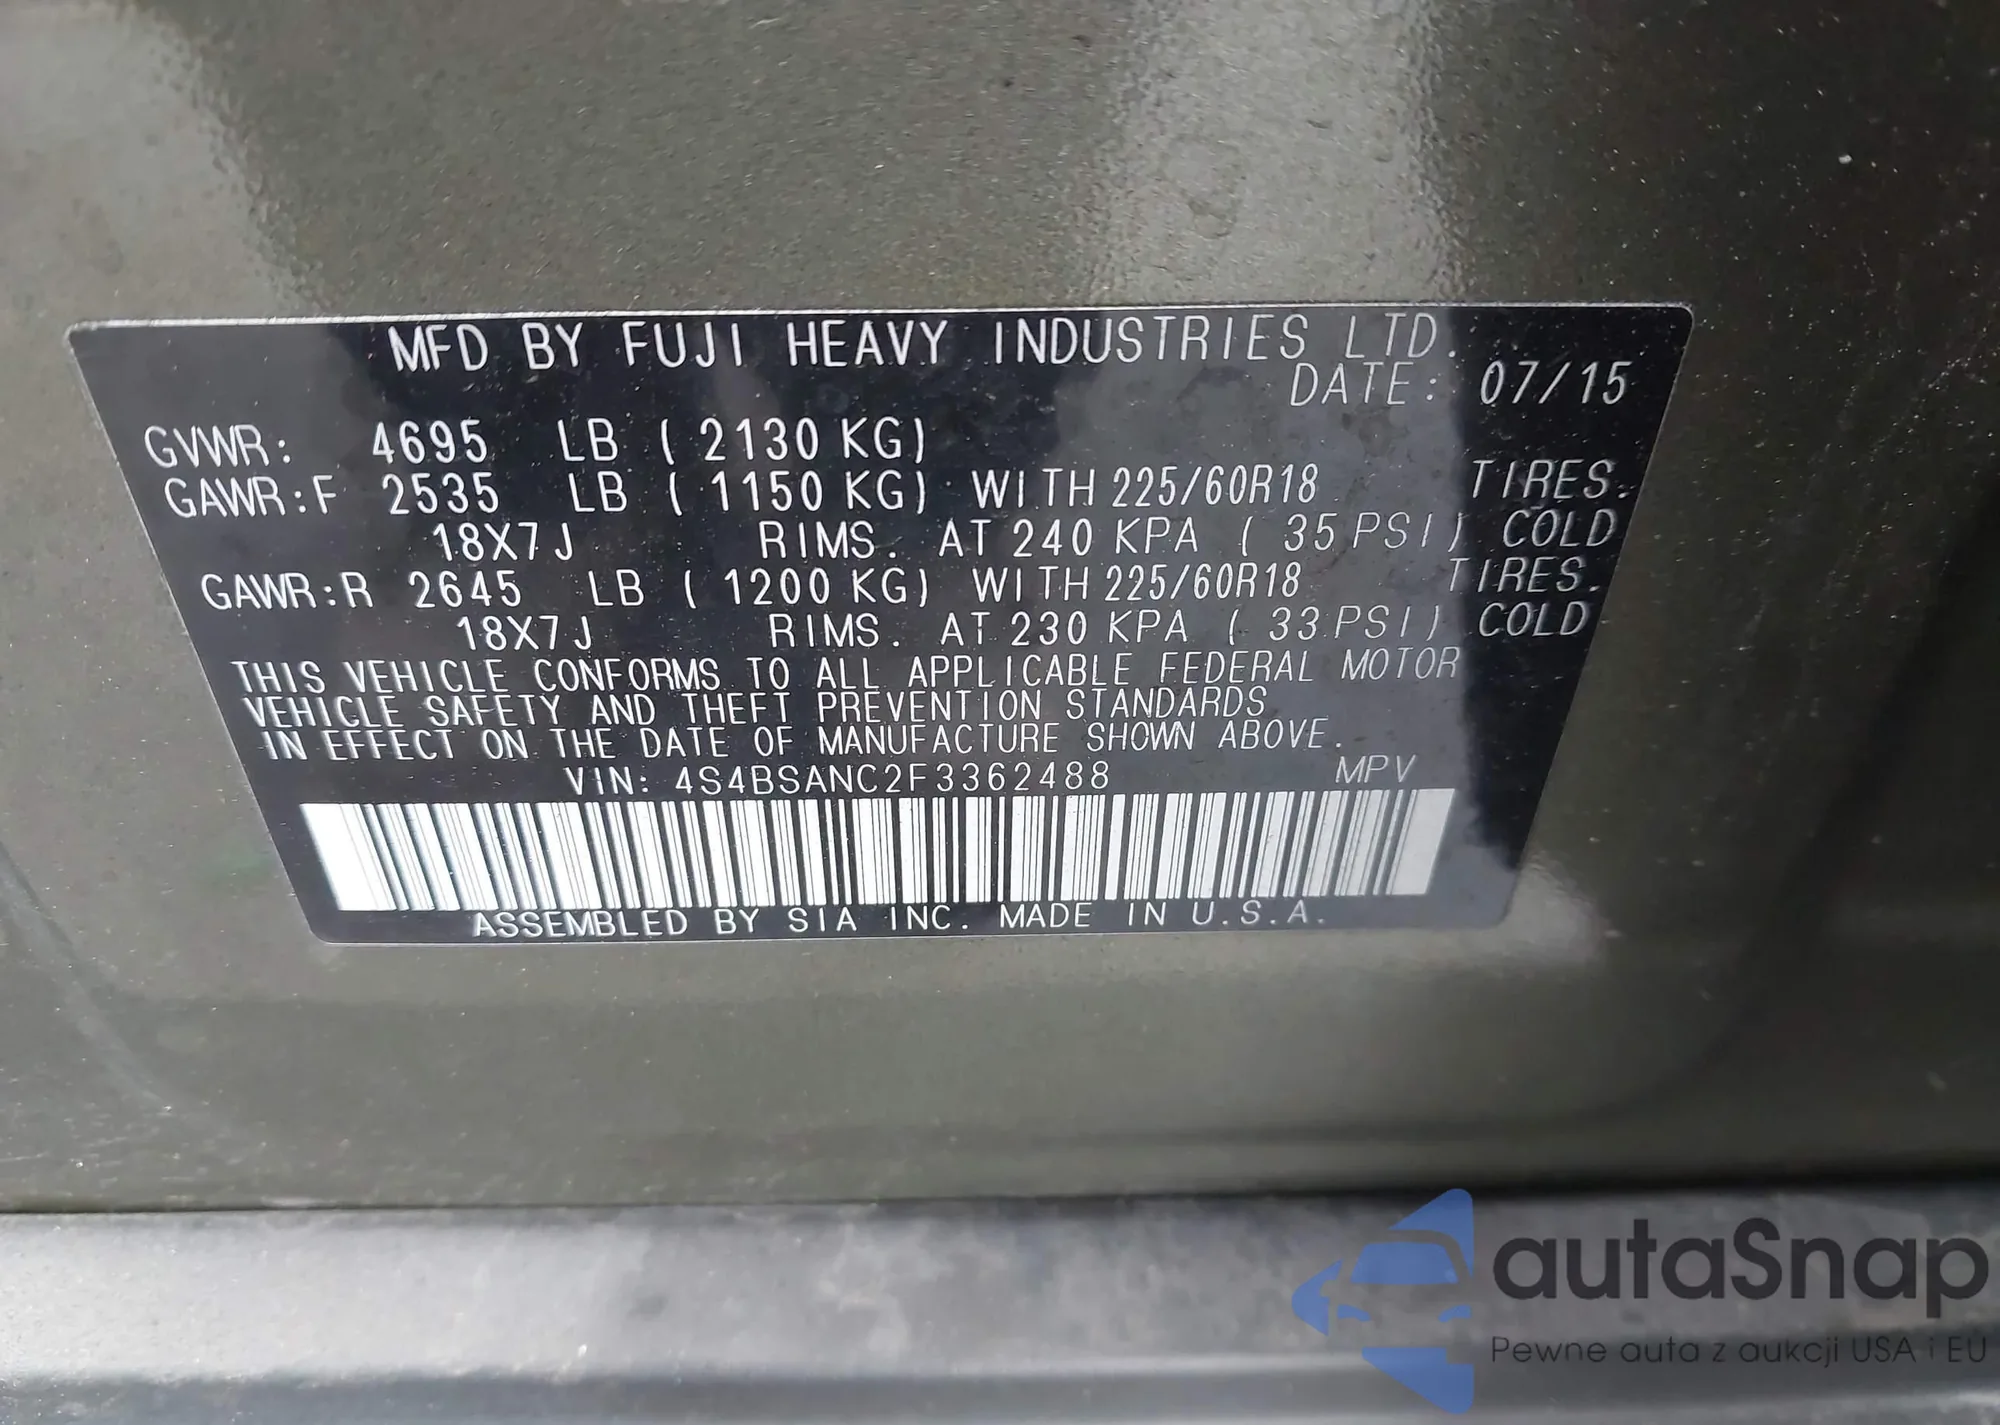 MFD BY FUJI HEAVY INDUSTRIES LTD.
DATE: 07/15
GVWR: 4695 LB ( 2130 KG)
GAWR:F 2535 LB ( 1150 KG) WITH 225/60R18 TIRES.
18X7J RIMS. AT 240 KPA ( 35 PSI) COLD
GAWR:R 2645 LB ( 1200 KG) WITH 225/60R18 TIRES.
18X7J RIMS. AT 230 KPA ( 33 PSI) COLD
THIS VEHICLE CONFORMS TO ALL APPLICABLE FEDERAL MOTOR
VEHICLE SAFETY AND THEFT PREVENTION STANDARDS
IN EFFECT ON THE DATE OF MANUFACTURE SHOWN ABOVE.
VIN: 4S4BSANC2F3362488 MPV
ASSEMBLED BY SIA INC. MADE IN U.S.A.
autaSnap
Pewne auta z aukcji USA i EU